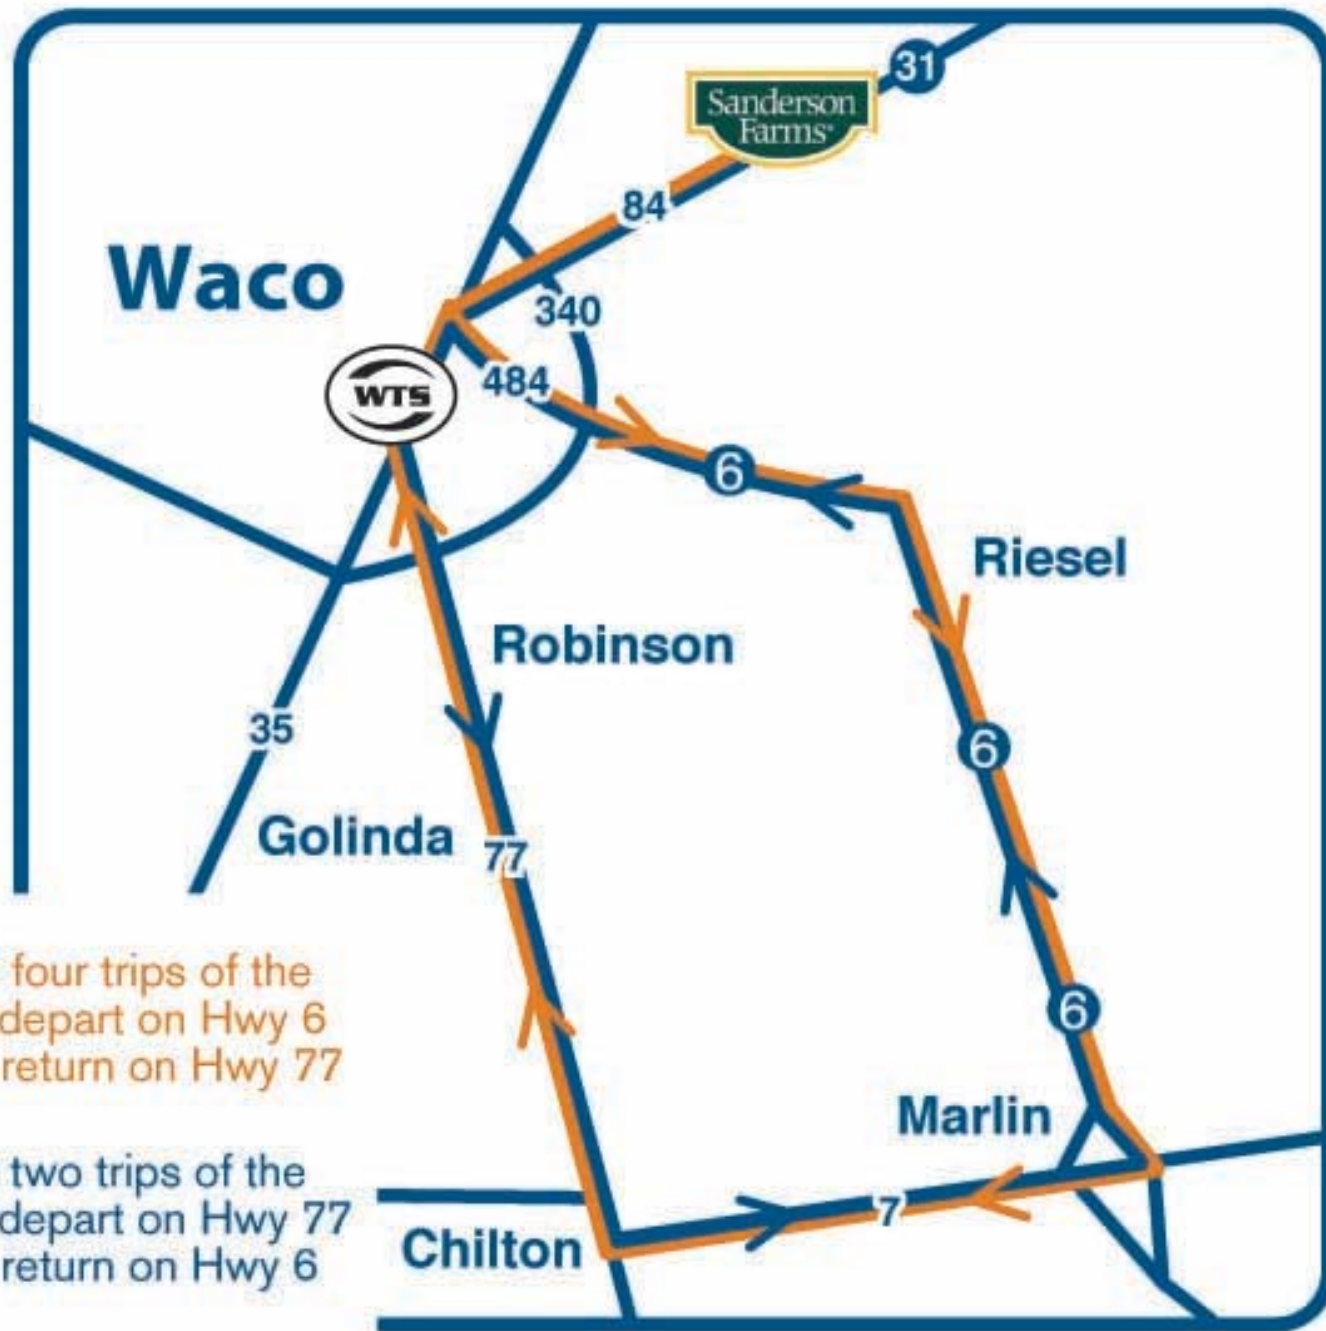 31
Sanderson
Farms®
84
Waco
340
484
WTS
6
Riesel
Robinson
35
6
Golinda
77
four trips of the
depart on Hwy 6
return on Hwy 77
6
Marlin
two trips of the
depart on Hwy 77
return on Hwy 6
7
Chilton